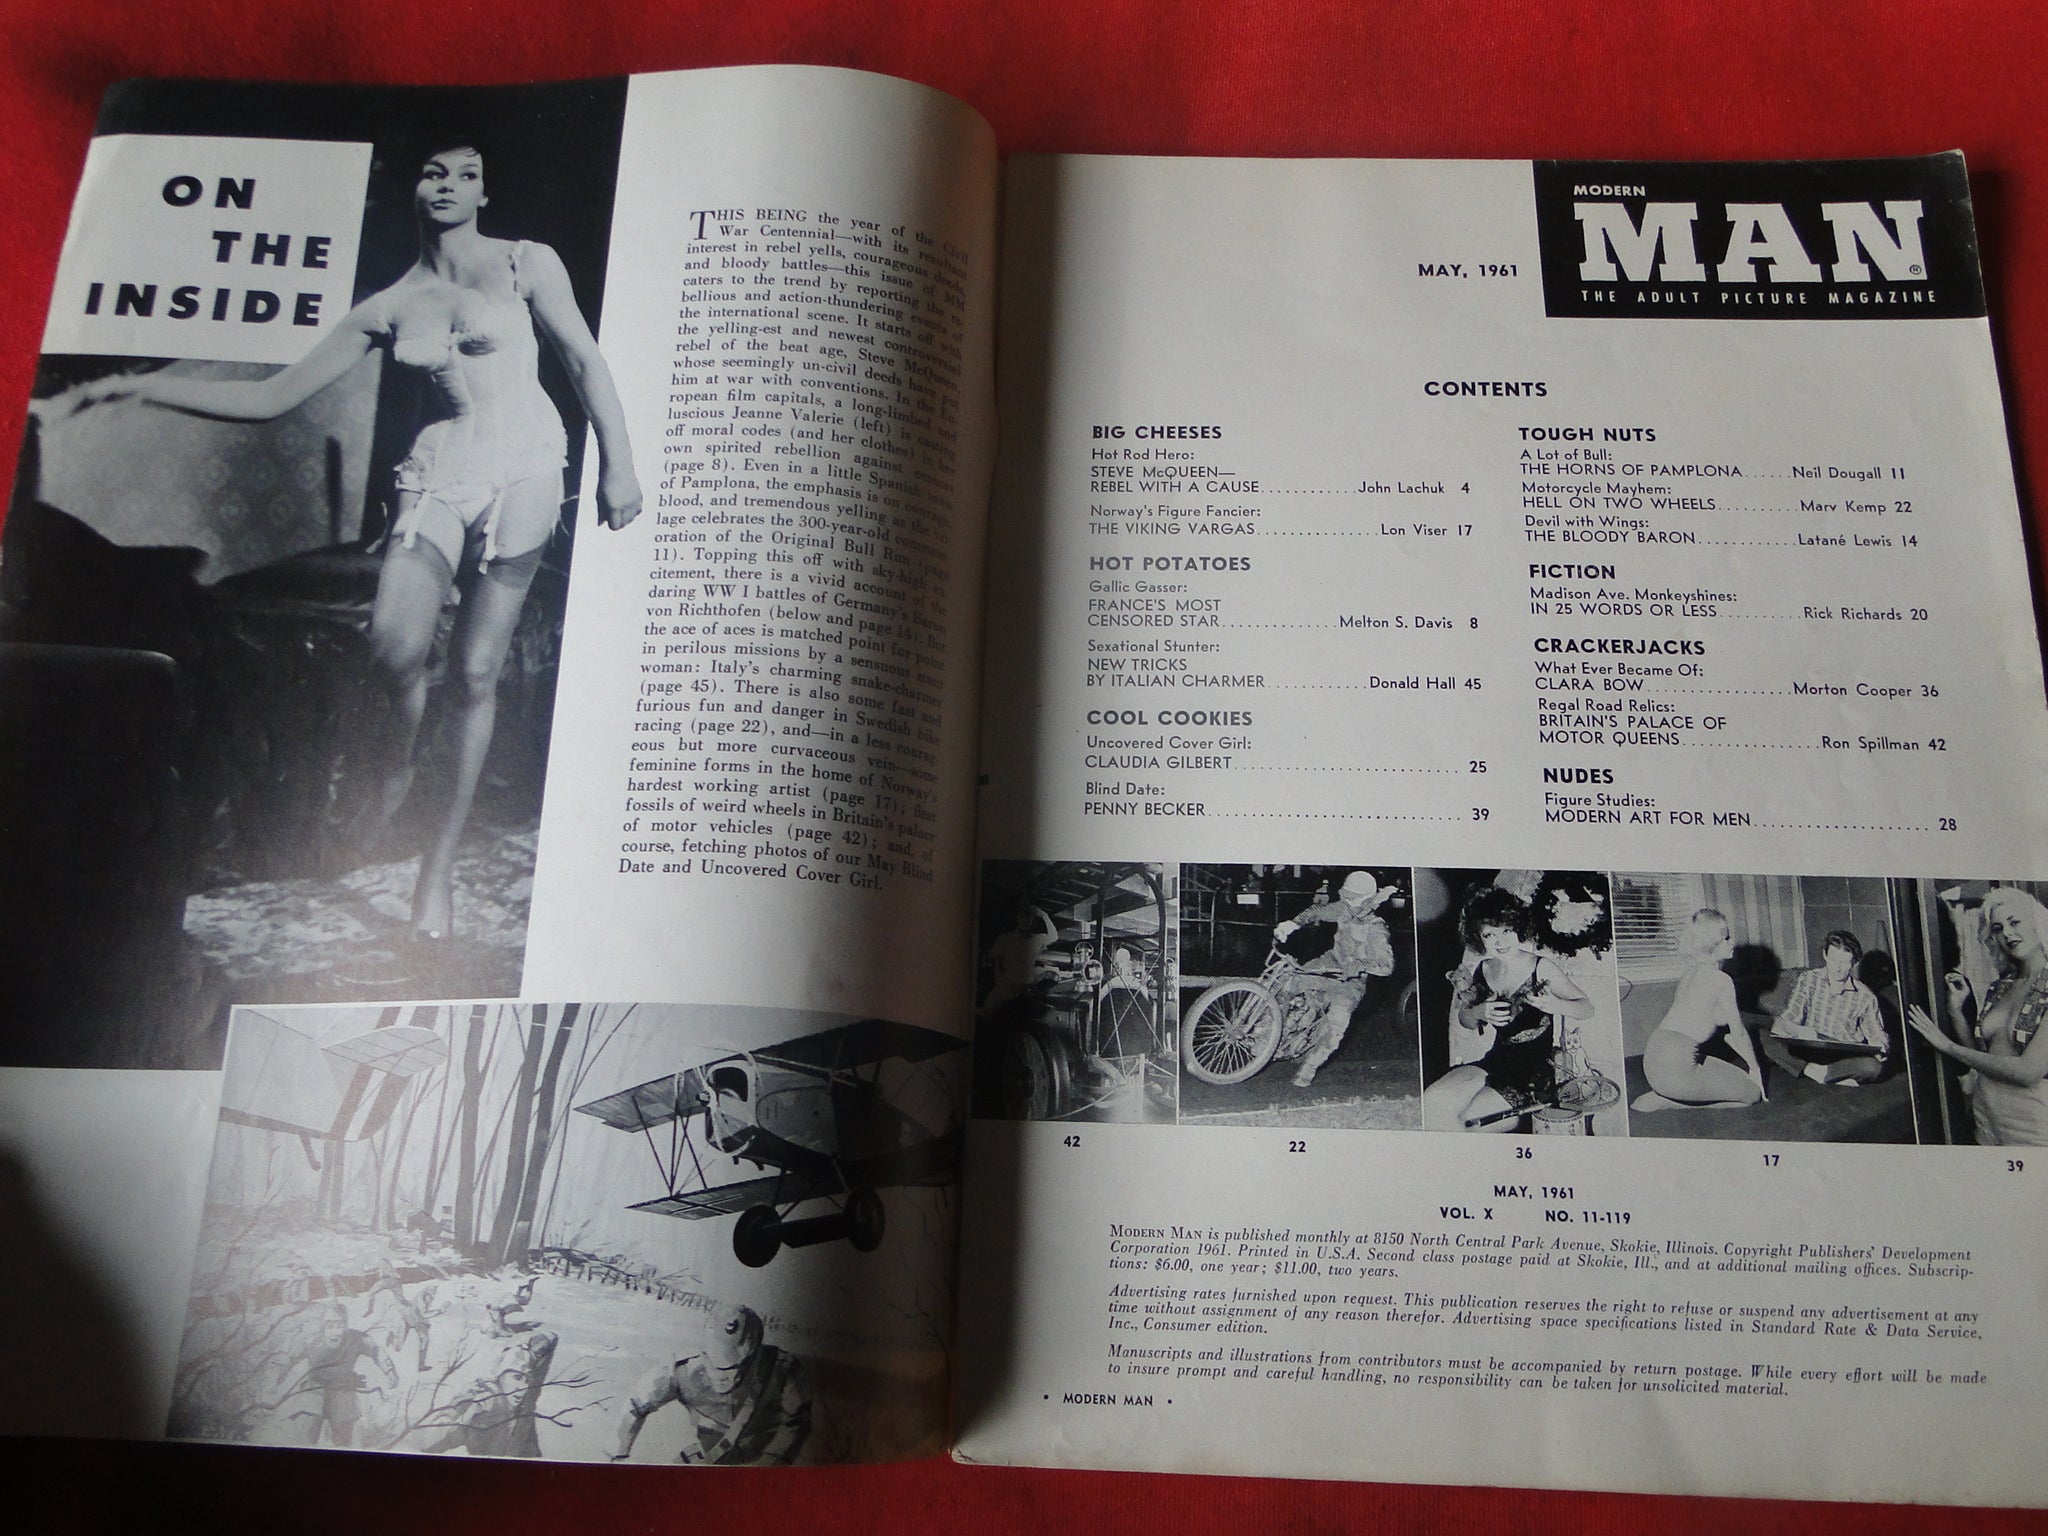 ON
THE
INSIDE
THIS BEING the year of the Civil
War Centennial—with its resultant
interest in rebel yells, courageous deeds,
and bloody battles—this issue of MM
caters to the trend by reporting the re-
bellious and action-thundering events of
the international scene. It starts off with
the yelling-est and newest controversial
rebel of the beat age, Steve McQueen,
whose seemingly un-civil deeds have put
him at war with conventions. In the Eu-
ropean film capitals, a long-limbed and
luscious Jeanne Valerie (left) is casting
off moral codes (and her clothes) in her
own spirited rebellion against censors
(page 8). Even in a little Spanish town
of Pamplona, the emphasis is on courage,
blood, and tremendous yelling as the vil-
lage celebrates the 300-year-old commem-
oration of the Original Bull Run (page
11). Topping this off with sky-high ex-
citement, there is a vivid account of the
daring WW I battles of Germany's Baron
von Richthofen (below and page 14). But
the ace of aces is matched point for point
in perilous missions by a sensuous stunt
woman: Italy's charming snake-charmer
(page 45). There is also some fast and
furious fun and danger in Swedish bike
racing (page 22), and—in a less courag-
eous but more curvaceous vein—some
feminine forms in the home of Norway's
hardest working artist (page 17); fleet
fossils of weird wheels in Britain's palace
of motor vehicles (page 42); and, of
course, fetching photos of our May Blind
Date and Uncovered Cover Girl.
MODERN
MAN®
THE ADULT PICTURE MAGAZINE
MAY, 1961
CONTENTS
BIG CHEESES
Hot Rod Hero:
STEVE McQUEEN—
REBEL WITH A CAUSE............John Lachuk 4
Norway's Figure Fancier:
THE VIKING VARGAS...............Lon Viser 17
HOT POTATOES
Gallic Gasser:
FRANCE'S MOST
CENSORED STAR..............Melton S. Davis 8
Sexational Stunter:
NEW TRICKS
BY ITALIAN CHARMER............Donald Hall 45
COOL COOKIES
Uncovered Cover Girl:
CLAUDIA GILBERT............................ 25
Blind Date:
PENNY BECKER............................... 39
TOUGH NUTS
A Lot of Bull:
THE HORNS OF PAMPLONA......Neil Dougall 11
Motorcycle Mayhem:
HELL ON TWO WHEELS..........Marv Kemp 22
Devil with Wings:
THE BLOODY BARON............Latané Lewis 14
FICTION
Madison Ave. Monkeyshines:
IN 25 WORDS OR LESS..........Rick Richards 20
CRACKERJACKS
What Ever Became Of:
CLARA BOW.................Morton Cooper 36
Regal Road Relics:
BRITAIN'S PALACE OF
MOTOR QUEENS.................Ron Spillman 42
NUDES
Figure Studies:
MODERN ART FOR MEN..................... 28
42 22 36 17 39
MAY, 1961
VOL. X NO. 11-119
MODERN MAN is published monthly at 8150 North Central Park Avenue, Skokie, Illinois. Copyright Publishers' Development
Corporation 1961. Printed in U.S.A. Second class postage paid at Skokie, Ill., and at additional mailing offices. Subscrip-
tions: $6.00, one year; $11.00, two years.
Advertising rates furnished upon request. This publication reserves the right to refuse or suspend any advertisement at any
time without assignment of any reason therefor. Advertising space specifications listed in Standard Rate & Data Service,
Inc., Consumer edition.
Manuscripts and illustrations from contributors must be accompanied by return postage. While every effort will be made
to insure prompt and careful handling, no responsibility can be taken for unsolicited material.
• MODERN MAN •